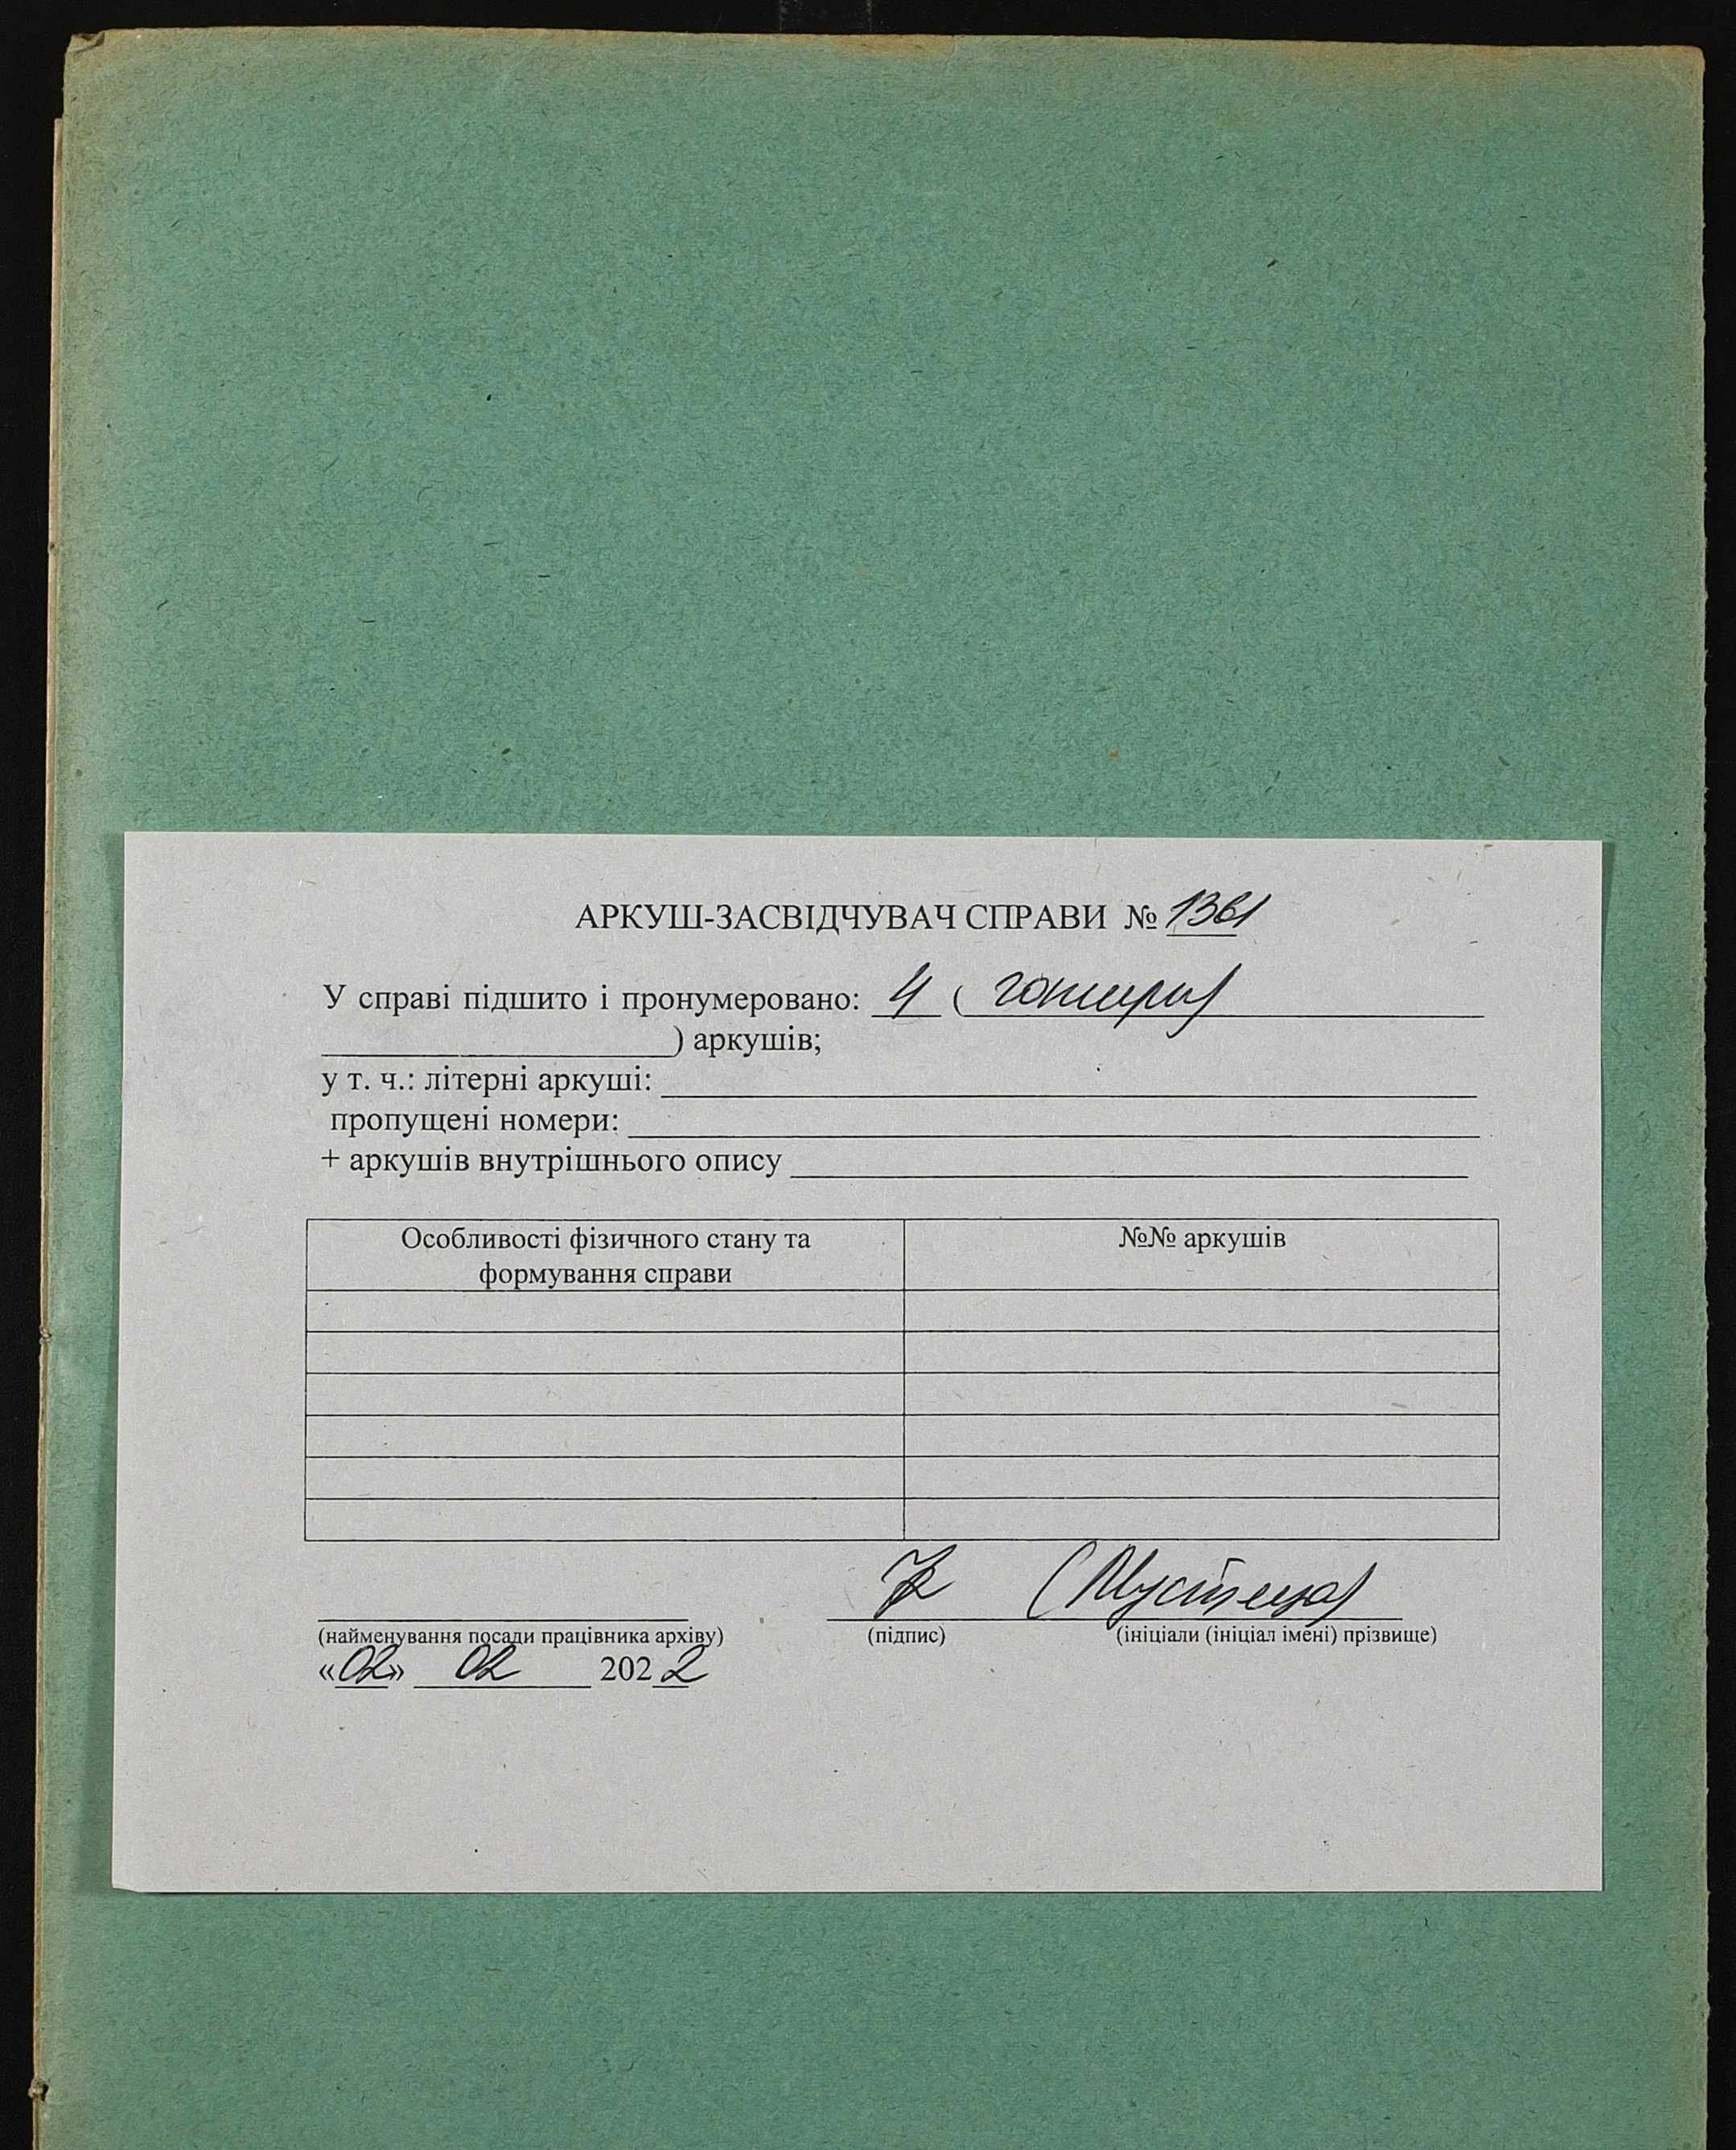 АРКУШ-ЗАСВІДЧУВАЧ СПРАВИ № 1361
У справі підшито і пронумеровано: 4 ( чотири
) аркушів;
у т. ч.: літерні аркуші:
пропущені номери:
+ аркушів внутрішнього опису
Особливості фізичного стану та №№ аркушів
формування справи
(найменування посади працівника архіву) (підпис) (ініціали (ініціал імені) прізвище)
«02» 02 2022